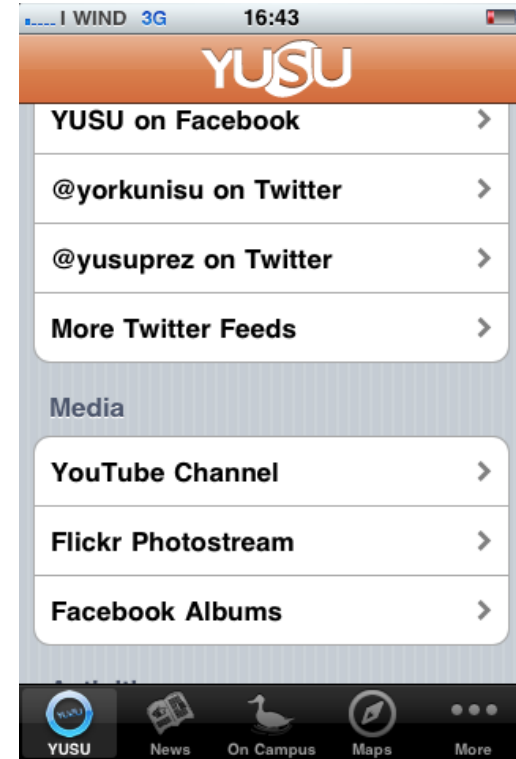 I WIND 3G 16:43
YUSU
YUSU on Facebook
@yorkunisu on Twitter
@yusuprez on Twitter
More Twitter Feeds
Media
YouTube Channel
Flickr Photostream
Facebook Albums
YUSU
YUSU News On Campus Maps More